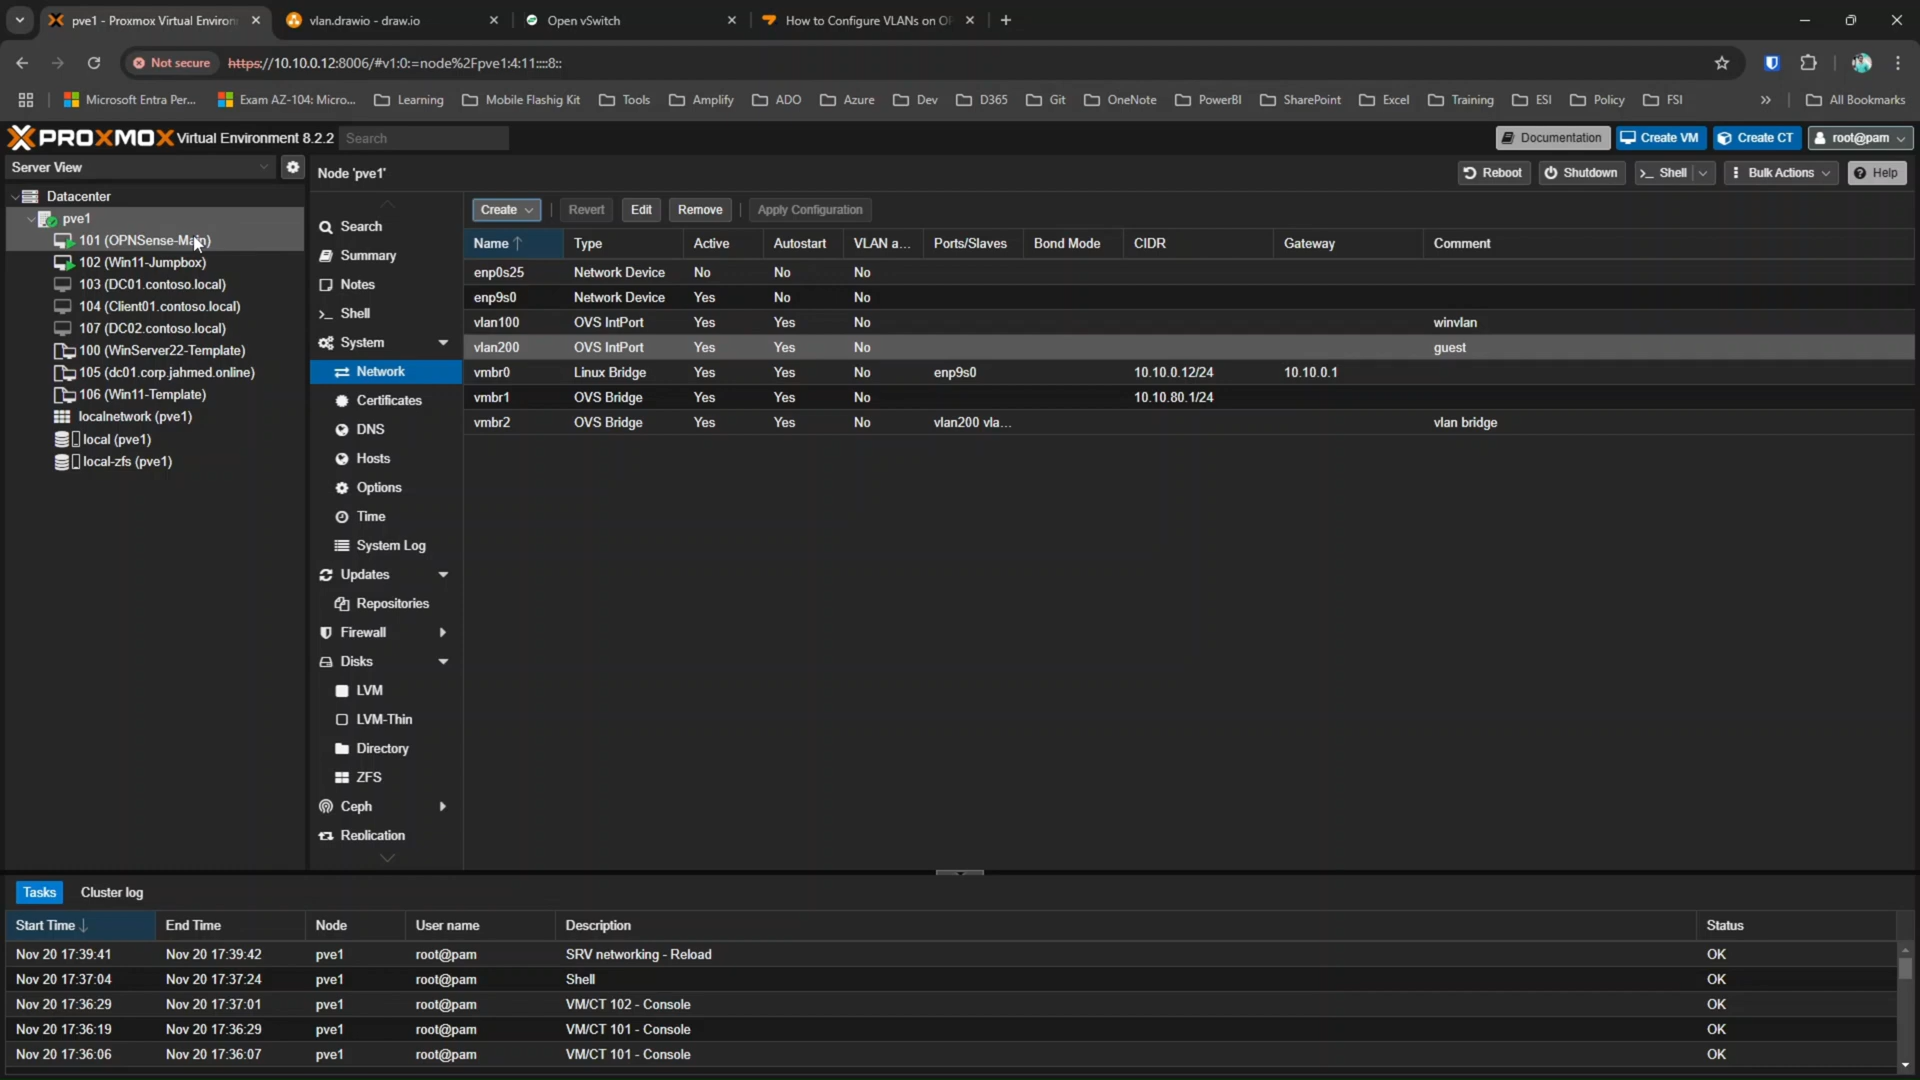 pve1 - Proxmox Virtual Environ
vlan.drawio - draw.io
Open vSwitch
How to Configure VLANs on OP
Not secure
https://10.10.0.12:8006/#v1:0:=node%2Fpve1:4:11::::8::
Microsoft Entra Per...
Exam AZ-104: Micro...
Learning
Mobile Flashig Kit
Tools
Amplify
ADO
Azure
Dev
D365
Git
OneNote
PowerBI
SharePoint
Excel
Training
ESI
Policy
FSI
All Bookmarks
PROXMOX Virtual Environment 8.2.2
Search
Documentation
Create VM
Create CT
root@pam
Server View
Node 'pve1'
Reboot
Shutdown
>_ Shell
Bulk Actions
Help
Datacenter
pve1
101 (OPNSense-Main)
102 (Win11-Jumpbox)
103 (DC01.contoso.local)
104 (Client01.contoso.local)
107 (DC02.contoso.local)
100 (WinServer22-Template)
105 (dc01.corp.jahmed.online)
106 (Win11-Template)
localnetwork (pve1)
local (pve1)
local-zfs (pve1)
Search
Summary
Notes
>_ Shell
System
Network
Certificates
DNS
Hosts
Options
Time
System Log
Updates
Repositories
Firewall
Disks
LVM
LVM-Thin
Directory
ZFS
Ceph
Replication
Create
Revert
Edit
Remove
Apply Configuration
Name Type Active Autostart VLAN a... Ports/Slaves Bond Mode CIDR Gateway Comment
enp0s25 Network Device No No No
enp9s0 Network Device Yes No No
vlan100 OVS IntPort Yes Yes No winvlan
vlan200 OVS IntPort Yes Yes No guest
vmbr0 Linux Bridge Yes Yes No enp9s0 10.10.0.12/24 10.10.0.1
vmbr1 OVS Bridge Yes Yes No 10.10.80.1/24
vmbr2 OVS Bridge Yes Yes No vlan200 vla... vlan bridge
Tasks
Cluster log
Start Time End Time Node User name Description Status
Nov 20 17:39:41 Nov 20 17:39:42 pve1 root@pam SRV networking - Reload OK
Nov 20 17:37:04 Nov 20 17:37:24 pve1 root@pam Shell OK
Nov 20 17:36:29 Nov 20 17:37:01 pve1 root@pam VM/CT 102 - Console OK
Nov 20 17:36:19 Nov 20 17:36:29 pve1 root@pam VM/CT 101 - Console OK
Nov 20 17:36:06 Nov 20 17:36:07 pve1 root@pam VM/CT 101 - Console OK